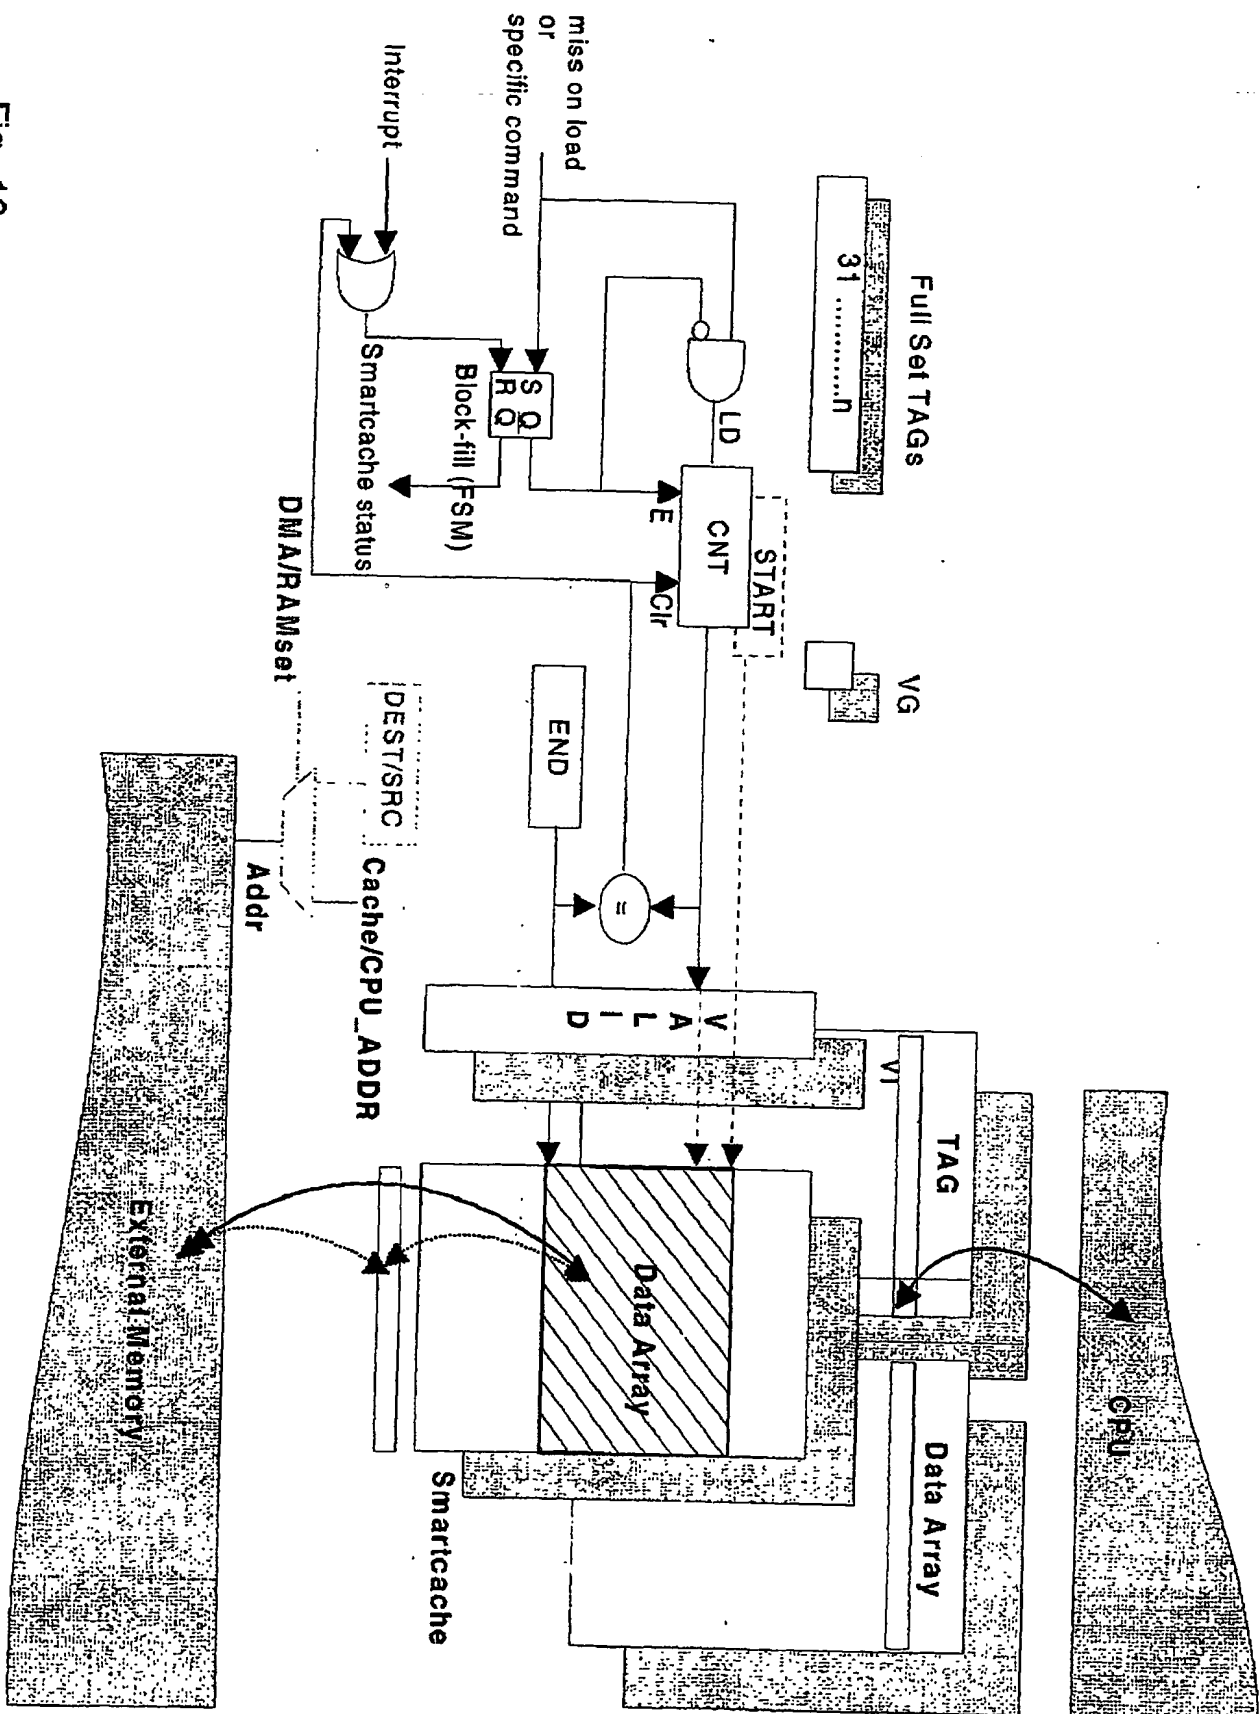 Full Set TAGs
31 ...........n
VG
CPU
TAG
VI
Data Array
START
CNT
LD
E
Clr
miss on load
or
specific command
S Q
R Q
Block-fill (FSM)
Interrupt
Smartcache status
END
=
VALID
Data Array
Smartcache
DMA/RAMset
DEST/SRC
Cache/CPU_ADDR
Addr
External Memory